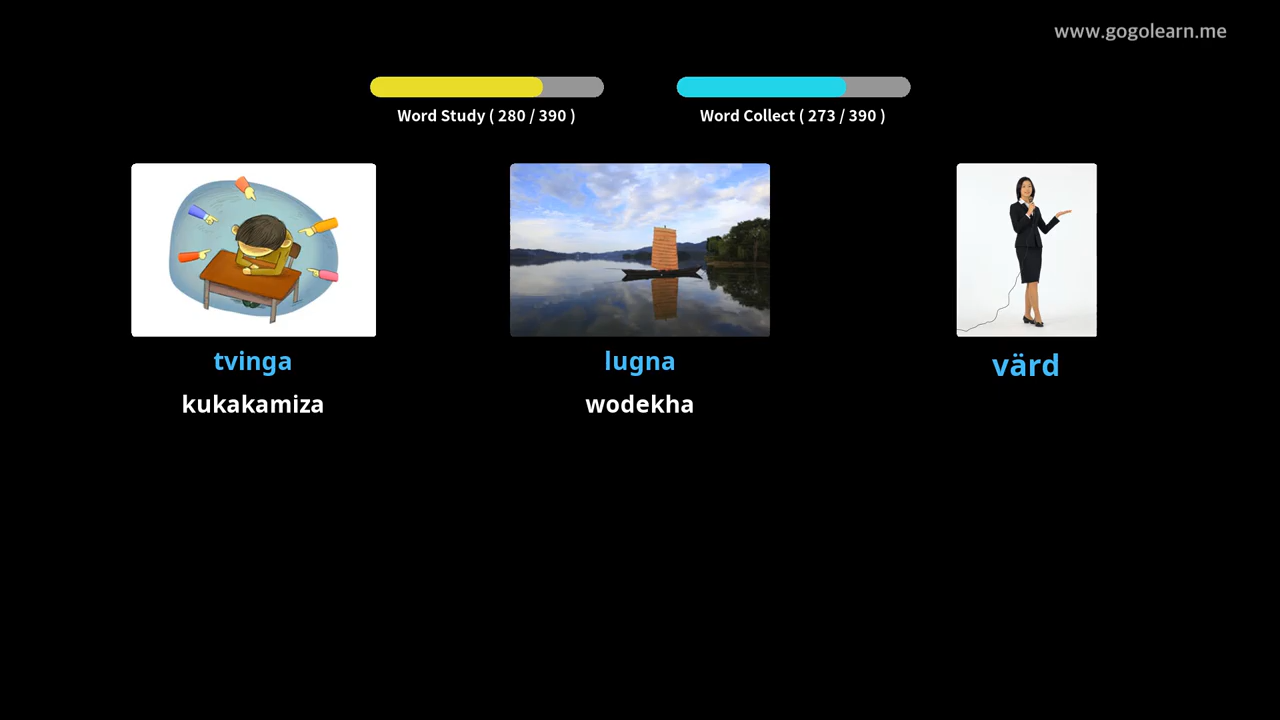 www.gogolearn.me
Word Study ( 280 / 390 )
Word Collect ( 273 / 390 )
tvinga
lugna
värd
kukakamiza
wodekha